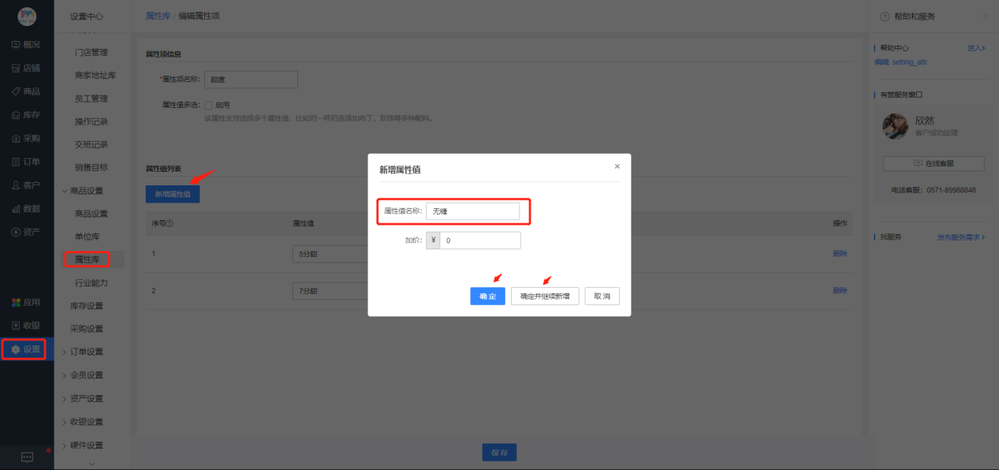 设置中心
属性库 / 编辑属性项
帮助和服务
概况
店铺
商品
库存
采购
订单
客户
数据
资产
应用
收银
设置
门店管理
商家地址库
员工管理
操作记录
交班记录
销售目标
商品设置
商品设置
单位库
属性库
行业能力
库存设置
采购设置
订单设置
会员设置
资产设置
收银设置
硬件设置
属性项信息
*属性项名称: 甜度
属性值多选: 启用
该属性支持选择多个属性值，比如对一杯奶茶添加布丁，珍珠等多种配料。
属性值列表
新增属性值
序号 属性值 操作
1 5分甜 删除
2 7分甜 删除
保存
新增属性值 ×
属性值名称: 无糖
加价: ¥ 0
确定 确定并继续新增 取消
帮助中心 进入>
编辑: setting_attr
有赞服务窗口
欣然
客户成功经理
在线客服
电话客服: 0571-89988848
找服务 发布服务需求>